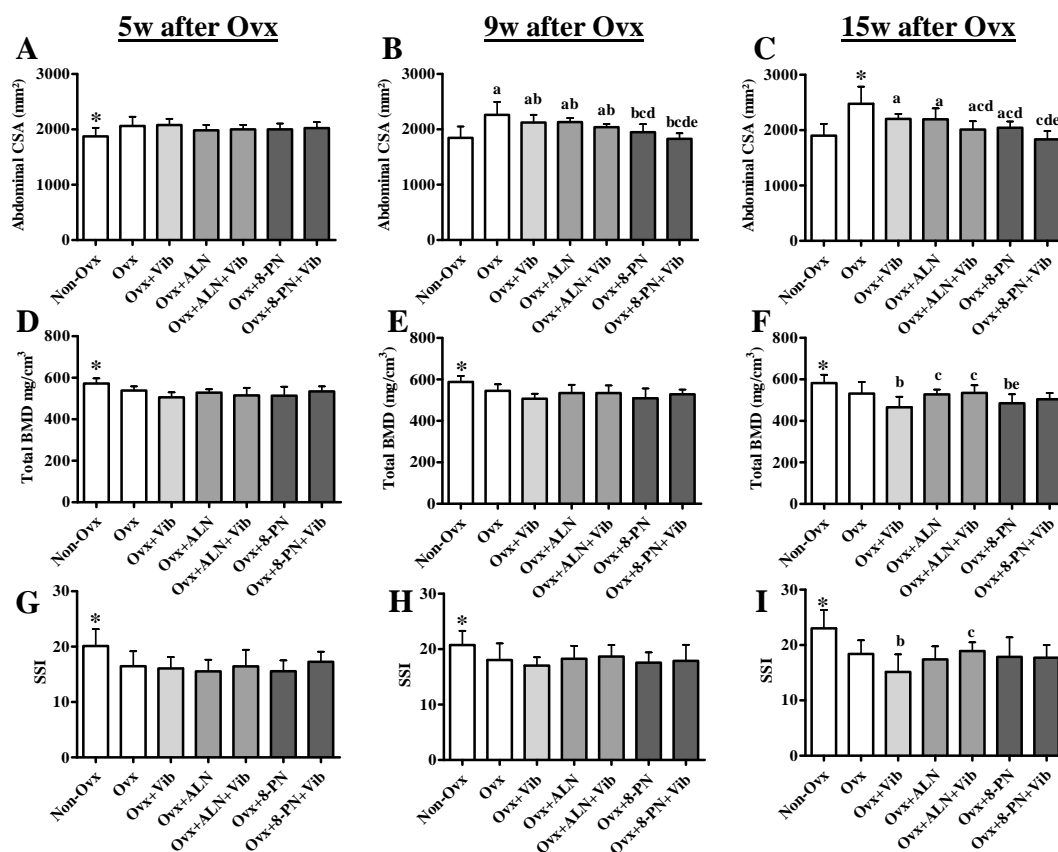 5w after Ovx
9w after Ovx
15w after Ovx
A
Abdominal CSA (mm²)
3000
2000
1000
0
*
Non-Ovx
Ovx
Ovx+Vib
Ovx+ALN
Ovx+ALN+Vib
Ovx+8-PN
Ovx+8-PN+Vib
B
Abdominal CSA (mm²)
3000
2000
1000
0
a
ab
ab
ab
bcd
bcde
Non-Ovx
Ovx
Ovx+Vib
Ovx+ALN
Ovx+ALN+Vib
Ovx+8-PN
Ovx+8-PN+Vib
C
Abdominal CSA (mm²)
3000
2000
1000
0
*
a
a
acd
acd
cde
Non-Ovx
Ovx
Ovx+Vib
Ovx+ALN
Ovx+ALN+Vib
Ovx+8-PN
Ovx+8-PN+Vib
D
Total BMD mg/cm³
800
600
400
200
0
*
Non-Ovx
Ovx
Ovx+Vib
Ovx+ALN
Ovx+ALN+Vib
Ovx+8-PN
Ovx+8-PN+Vib
E
Total BMD (mg/cm³)
800
600
400
200
0
*
Non-Ovx
Ovx
Ovx+Vib
Ovx+ALN
Ovx+ALN+Vib
Ovx+8-PN
Ovx+8-PN+Vib
F
Total BMD (mg/cm³)
800
600
400
200
0
*
b
c
c
be
Non-Ovx
Ovx
Ovx+Vib
Ovx+ALN
Ovx+ALN+Vib
Ovx+8-PN
Ovx+8-PN+Vib
G
SSI
30
20
10
0
*
Non-Ovx
Ovx
Ovx+Vib
Ovx+ALN
Ovx+ALN+Vib
Ovx+8-PN
Ovx+8-PN+Vib
H
SSI
30
20
10
0
*
Non-Ovx
Ovx
Ovx+Vib
Ovx+ALN
Ovx+ALN+Vib
Ovx+8-PN
Ovx+8-PN+Vib
I
SSI
30
20
10
0
*
b
c
Non-Ovx
Ovx
Ovx+Vib
Ovx+ALN
Ovx+ALN+Vib
Ovx+8-PN
Ovx+8-PN+Vib